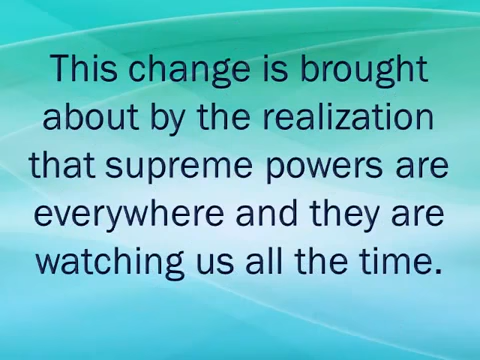 This change is brought
about by the realization
that supreme powers are
everywhere and they are
watching us all the time.